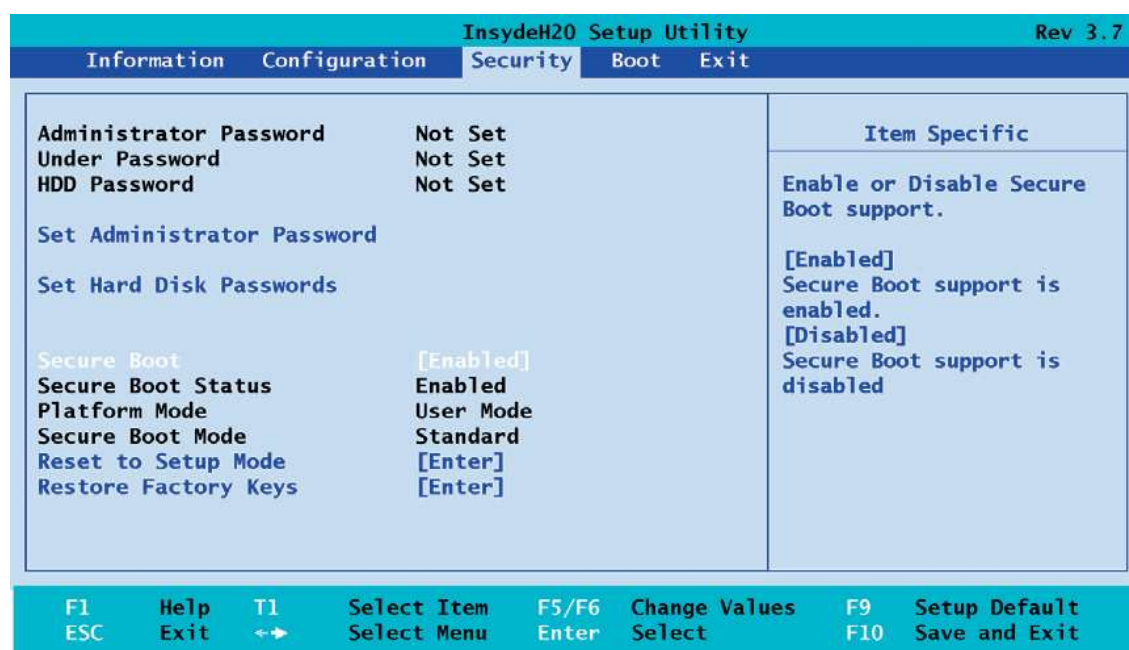 InsydeH2O Setup Utility Rev 3.7
Information Configuration Security Boot Exit
Administrator Password Not Set
Under Password Not Set
HDD Password Not Set
Set Administrator Password
Set Hard Disk Passwords
Secure Boot [Enabled]
Secure Boot Status Enabled
Platform Mode User Mode
Secure Boot Mode Standard
Reset to Setup Mode [Enter]
Restore Factory Keys [Enter]
Item Specific
Enable or Disable Secure
Boot support.
[Enabled]
Secure Boot support is
enabled.
[Disabled]
Secure Boot support is
disabled
F1 Help T1 Select Item F5/F6 Change Values F9 Setup Default
ESC Exit ←→ Select Menu Enter Select F10 Save and Exit